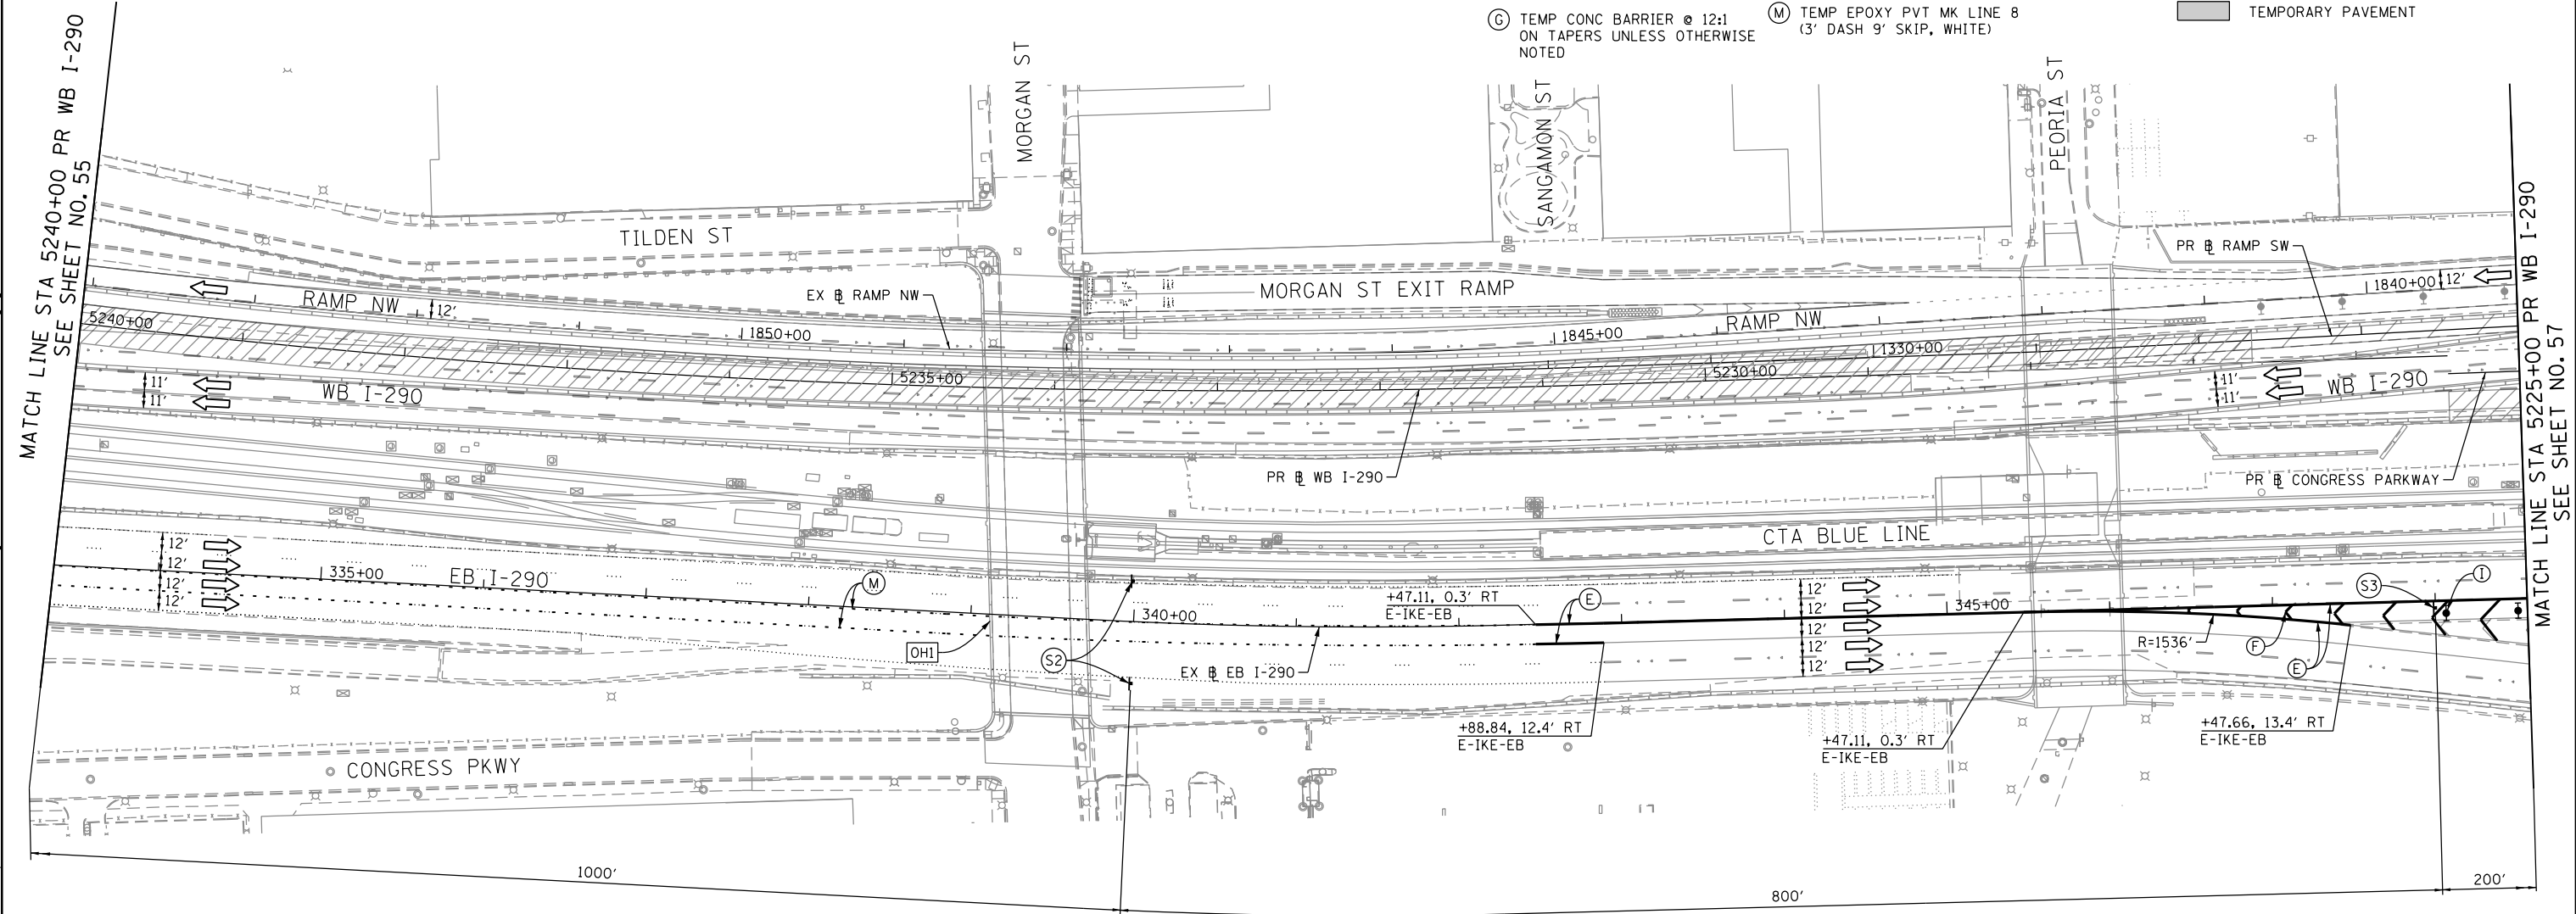 G TEMP CONC BARRIER @ 12:1
ON TAPERS UNLESS OTHERWISE
NOTED
M TEMP EPOXY PVT MK LINE 8
(3' DASH 9' SKIP, WHITE)
TEMPORARY PAVEMENT
MATCH LINE STA 5240+00 PR WB I-290
SEE SHEET NO. 55
MORGAN ST
SANGAMON ST
PEORIA ST
TILDEN ST
PR BL RAMP SW
MATCH LINE STA 5225+00 PR WB I-290
SEE SHEET NO. 57
RAMP NW
12'
EX BL RAMP NW
MORGAN ST EXIT RAMP
1840+00
12'
5240+00
1850+00
1845+00
RAMP NW
1330+00
5235+00
5230+00
11'
11'
WB I-290
11'
11'
WB I-290
PR BL WB I-290
PR BL CONGRESS PARKWAY
CTA BLUE LINE
12'
12'
12'
12'
335+00
EB I-290
M
340+00
+47.11, 0.3' RT
E-IKE-EB
E
12'
12'
12'
12'
12'
345+00
S3
I
OH1
S2
EX BL EB I-290
R=1536'
F
E
+88.84, 12.4' RT
E-IKE-EB
+47.11, 0.3' RT
E-IKE-EB
+47.66, 13.4' RT
E-IKE-EB
CONGRESS PKWY
1000'
800'
200'